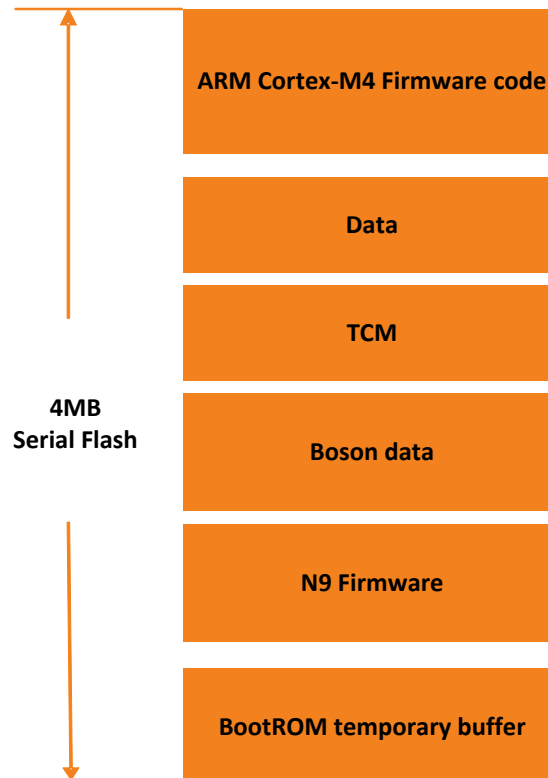 ARM Cortex-M4 Firmware code
Data
TCM
4MB
Serial Flash
Boson data
N9 Firmware
BootROM temporary buffer